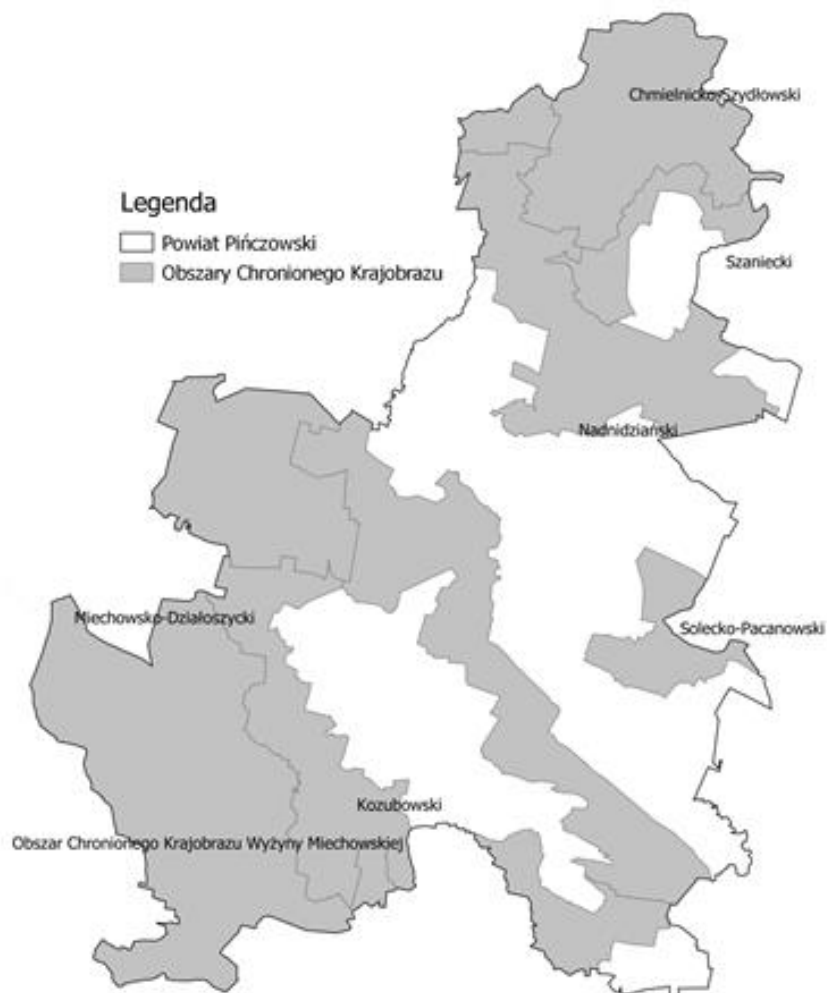 Chmielnicko-Szydłowski
Legenda
Powiat Pińczowski
Szaniecki
Obszary Chronionego Krajobrazu
Nadnidziański
Miechowsko-Działoszycki
Solecko-Pacanowski
Kozubowski
Obszar Chronionego Krajobrazu Wyżyny Miechowskiej